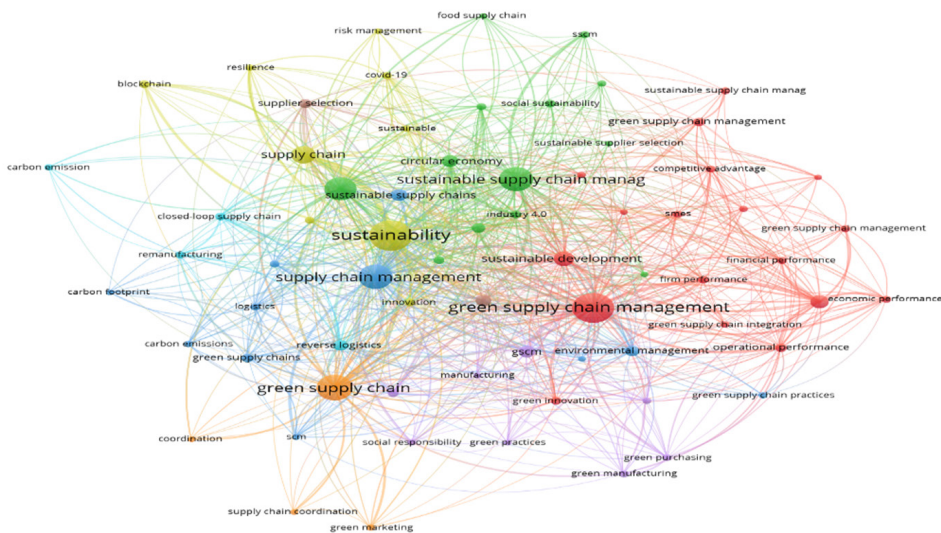 food supply chain
risk management
sscm
resilience
covid-19
blockchain
sustainable supply chain manag
supplier selection
social sustainability
green supply chain management
sustainable
sustainable supplier selection
supply chain
circular economy
carbon emission
competitive advantage
sustainable supply chain manag
sustainable supply chains
closed-loop supply chain
industry 4.0
smes
green supply chain management
sustainability
remanufacturing
sustainable development
financial performance
supply chain management
firm performance
carbon footprint
innovation
economic performance
logistics
green supply chain management
green supply chain integration
carbon emissions
reverse logistics
operational performance
green supply chains
gscm
environmental management
manufacturing
green supply chain
green supply chain practices
green innovation
coordination
scm
social responsibility
green practices
green purchasing
green manufacturing
supply chain coordination
green marketing